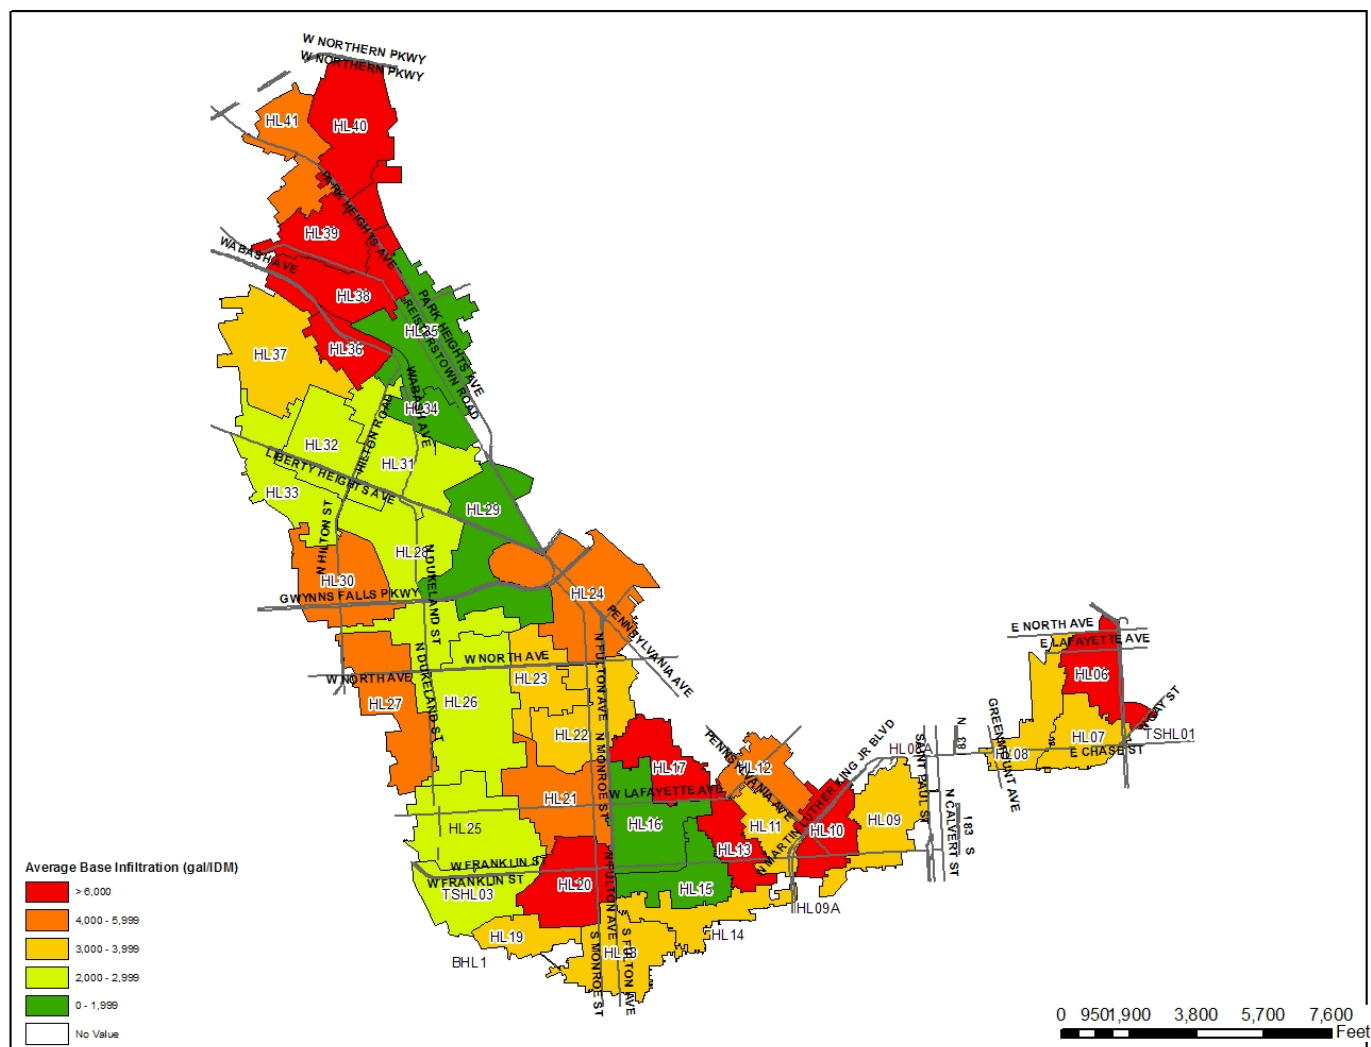 W NORTHERN PKWY
W NORTHERN PKWY
HL41
HL40
PARK HEIGHTS AVE
HL39
WABASH AVE
HL38
PARK HEIGHTS AVE
REISTERSTOWN ROAD
HL35
HL36
HL37
WABASH AVE
HL34
HILTON ROAD
HL32
HL31
LIBERTY HEIGHTS AVE
HL33
HL29
N HILTON ST
HL28
N DUKELAND ST
HL30
HL24
GWYNNS FALLS PKWY
PENNSYLVANIA AVE
E NORTH AVE
E LAFAYETTE AVE
N FULTON AVE
N DUKELAND ST
W NORTH AVE
W NORTH AVE
HL23
HL06
HL27
HL26
GREENMOUNT AVE
N GAY ST
HL22
N MONROE ST
PENNSYLVANIA AVE
N MARTIN LUTHER KING JR BLVD
SAINT PAUL ST
N
I 83
HL07
TSHL01
E CHASE ST
HL08
HL17
HL12
W LAFAYETTE AVE
HL21
HL16
HL11
HL10
HL09
N CALVERT ST
I 83 S
HL25
HL13
W FRANKLIN ST
W FRANKLIN ST
N FULTON AVE
TSHL03
HL20
HL15
HL09A
HL19
HL14
S FULTON AVE
S MONROE ST
BHL1
Average Base Infiltration (gal/IDM)
> 6,000
4,000 - 5,999
3,000 - 3,999
2,000 - 2,999
0 - 1,999
No Value
0 950 1,900 3,800 5,700 7,600
Feet